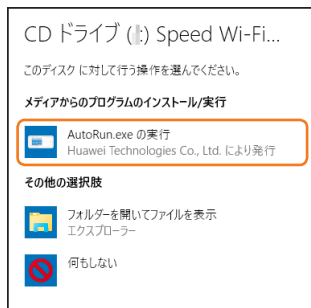 CD ドライブ ( :) Speed Wi-Fi...
このディスク に対して行う操作を選んでください。
メディアからのプログラムのインストール/実行
AutoRun.exe の実行
Huawei Technologies Co., Ltd. により発行
その他の選択肢
フォルダーを開いてファイルを表示
エクスプローラー
何もしない